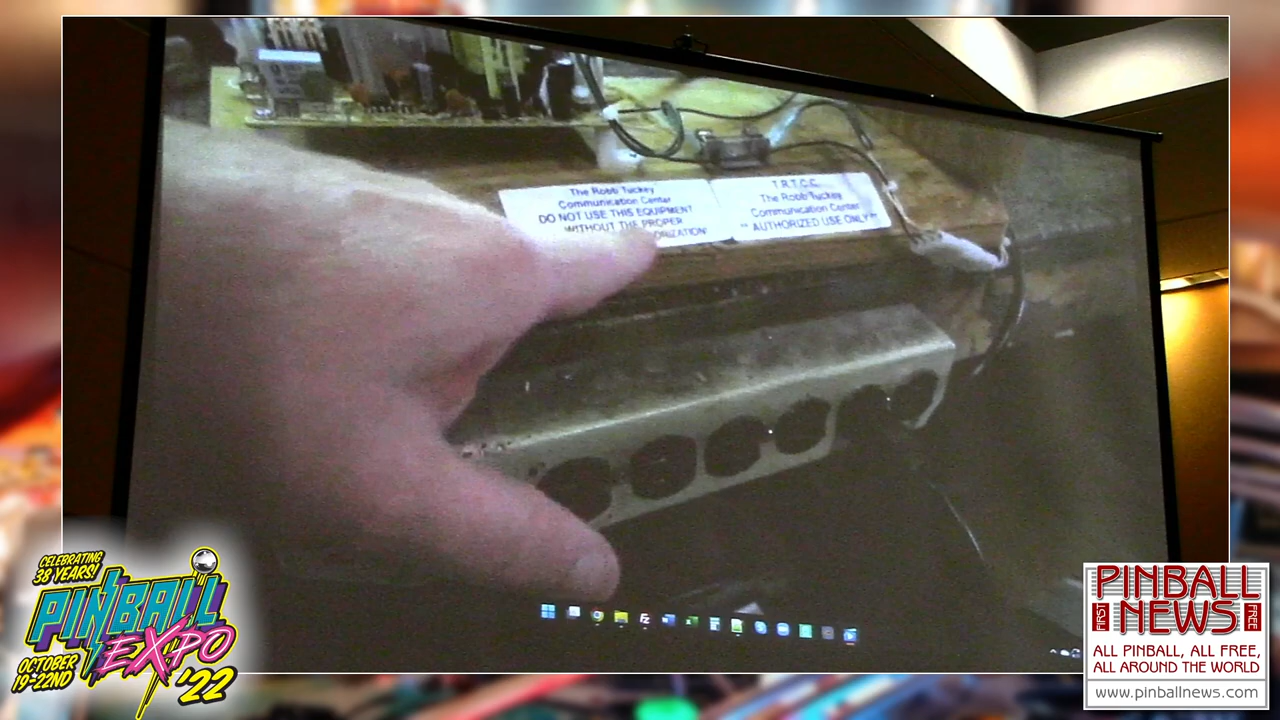 The Robb Tuckey
Communication Center
DO NOT USE THIS EQUIPMENT
WITHOUT THE PROPER
T.R.T.C.C.
The Robb Tuckey
Communication Center
** AUTHORIZED USE ONLY **
CELEBRATING
38 YEARS!
PINBALL
EXPO
OCTOBER
19-22ND
'22
PINBALL
FIRST NEWS FREE
ALL PINBALL, ALL FREE,
ALL AROUND THE WORLD
www.pinballnews.com